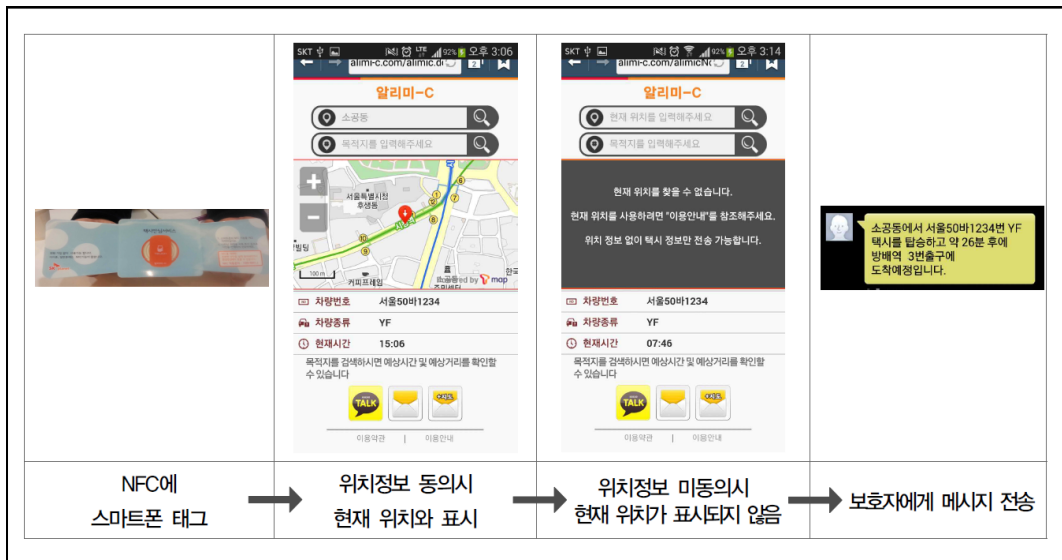 SKT 92% 오후 3:06
alimi-c.com/alimic.di
2
알리미-C
소공동
목적지를 입력해주세요
서울특별시청
후생동
시청
빌딩
100 m
커피프레임
홈
한국
Powered by T map
차량번호 서울50바1234
차량종류 YF
현재시간 15:06
목적지를 검색하시면 예상시간 및 예상거리를 확인할
수 있습니다
TALK
이용약관 | 이용안내
SKT 92% 오후 3:14
alimi-c.com/alimicN
2
알리미-C
현재 위치를 입력해주세요
목적지를 입력해주세요
현재 위치를 찾을 수 없습니다.
현재 위치를 사용하려면 "이용안내"를 참조해주세요.
위치 정보 없이 택시 정보만 전송 가능합니다.
차량번호 서울50바1234
차량종류 YF
현재시간 07:46
목적지를 검색하시면 예상시간 및 예상거리를 확인할
수 있습니다
TALK
이용약관 | 이용안내
소공동에서 서울50바1234번 YF
택시를 탑승하고 약 26분 후에
방배역 3번출구에
도착예정입니다.
NFC에
스마트폰 태그
위치정보 동의시
현재 위치와 표시
위치정보 미동의시
현재 위치가 표시되지 않음
보호자에게 메시지 전송